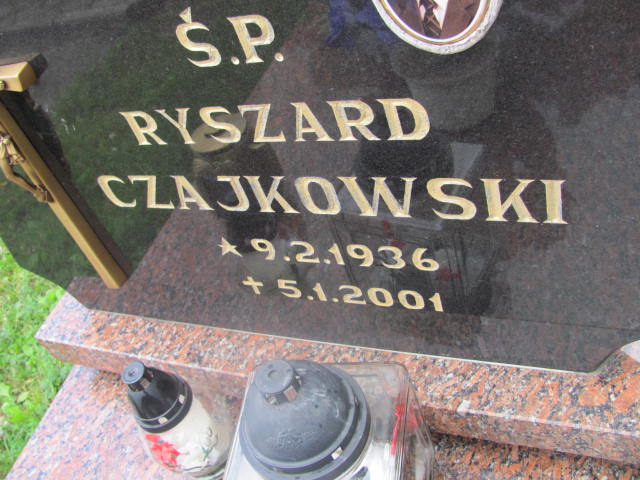 Ś.P.
RYSZARD
CZAJKOWSKI
★ 9.2.1936
✝ 5.1.2001